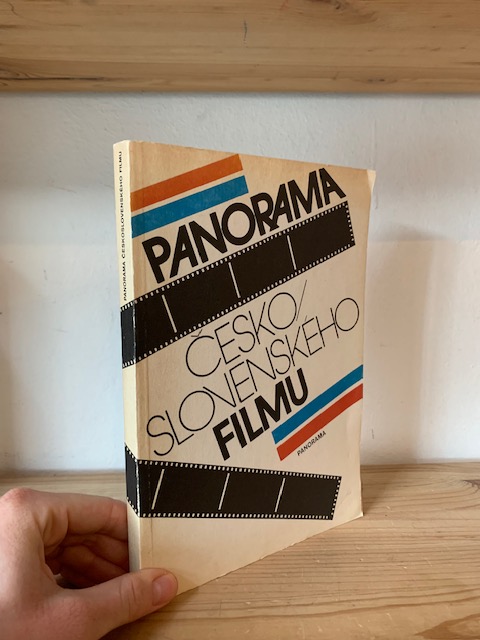 PANORAMA ČESKOSLOVENSKÉHO FILMU
PANORAMA
ČESKO/
SLOVENSKÉHO
FILMU
PANORAMA